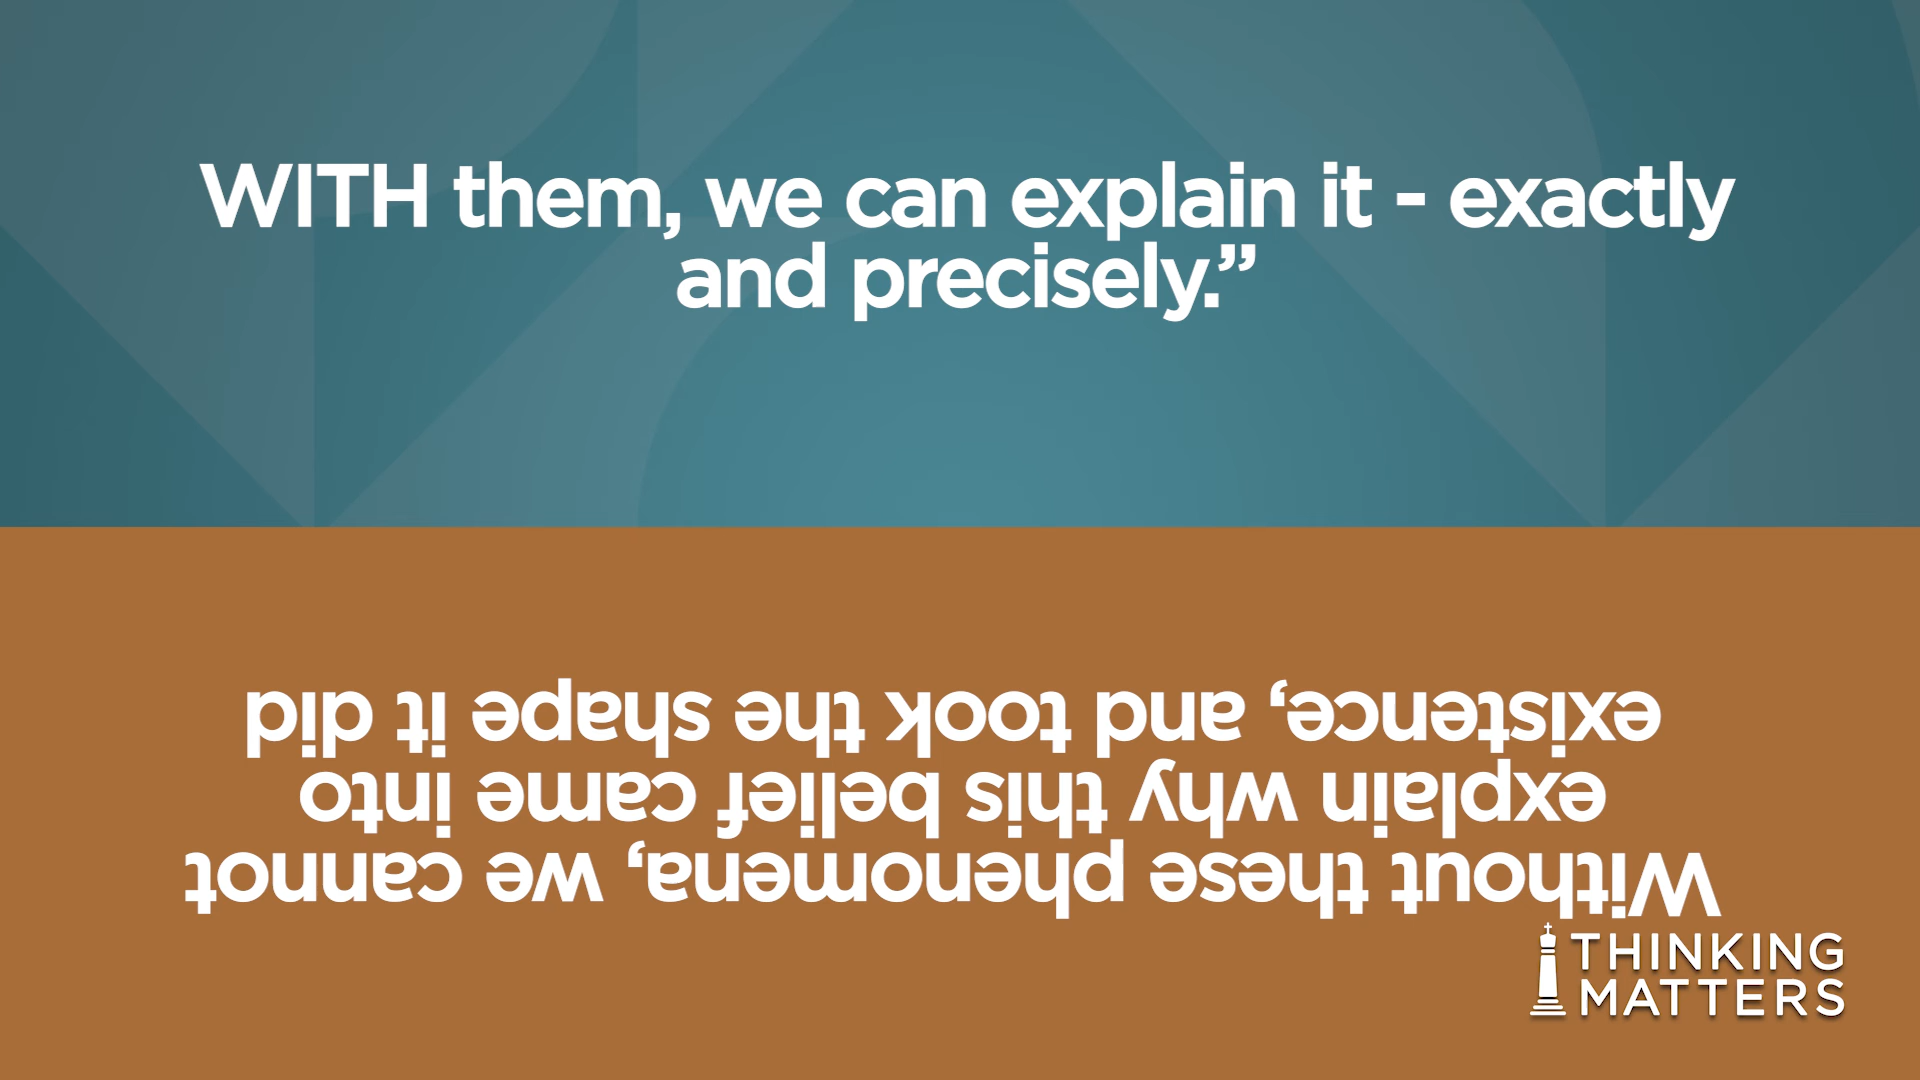 WITH them, we can explain it - exactly
and precisely.”
Without these phenomena, we cannot
explain why this belief came into
existence, and took the shape it did
THINKING
MATTERS